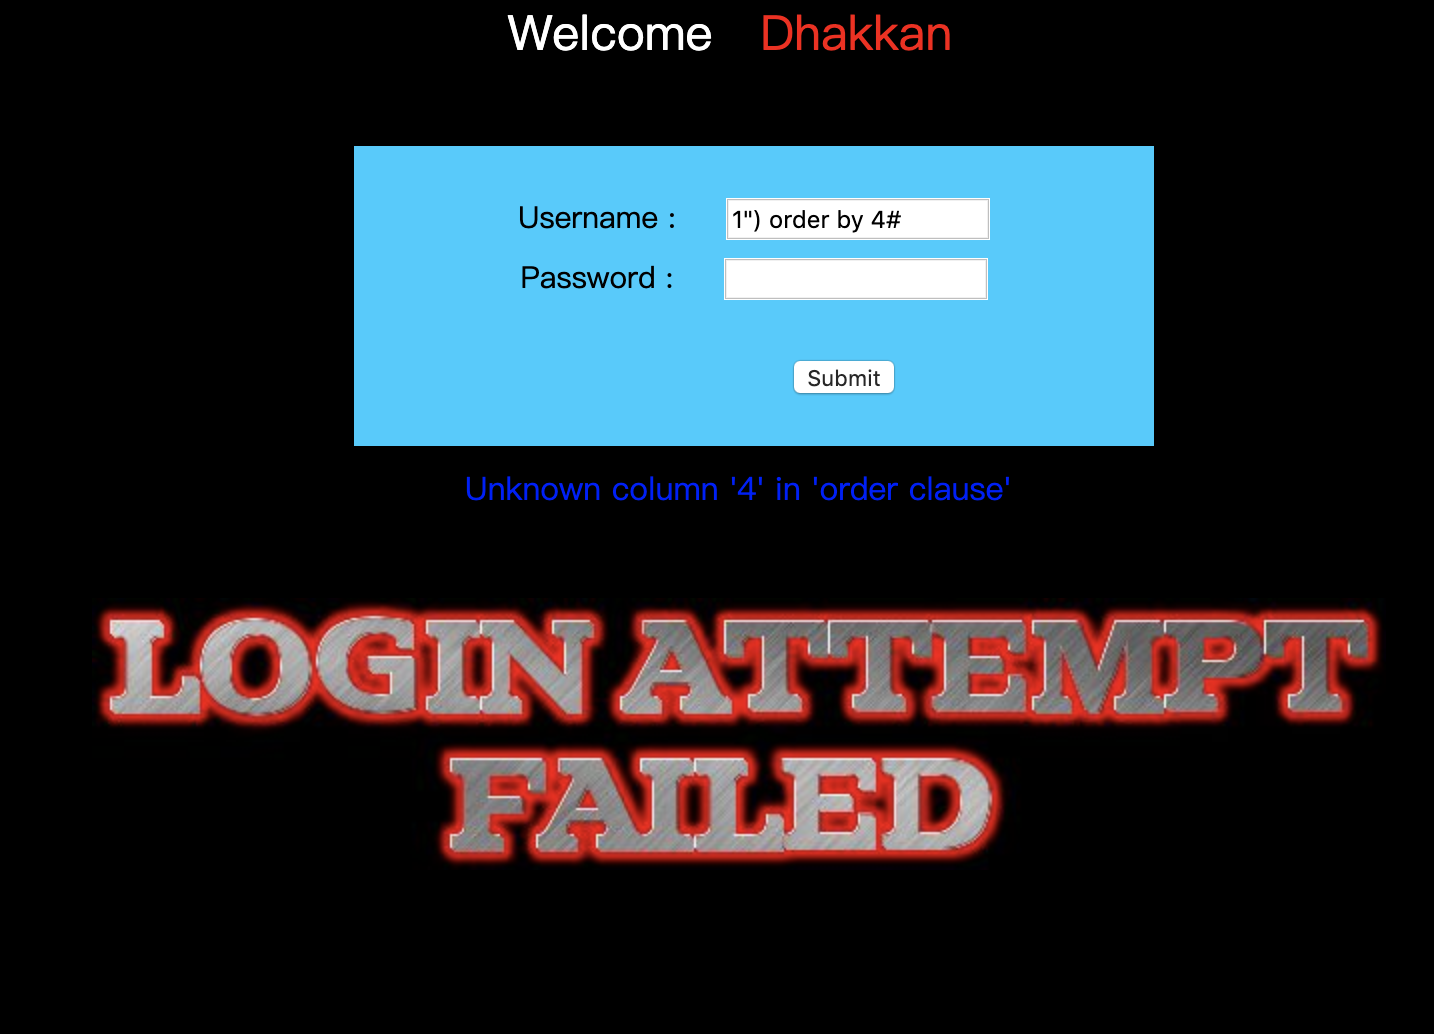 Welcome Dhakkan
Username : 1") order by 4#
Password :
Submit
Unknown column '4' in 'order clause'
LOGIN ATTEMPT
FAILED